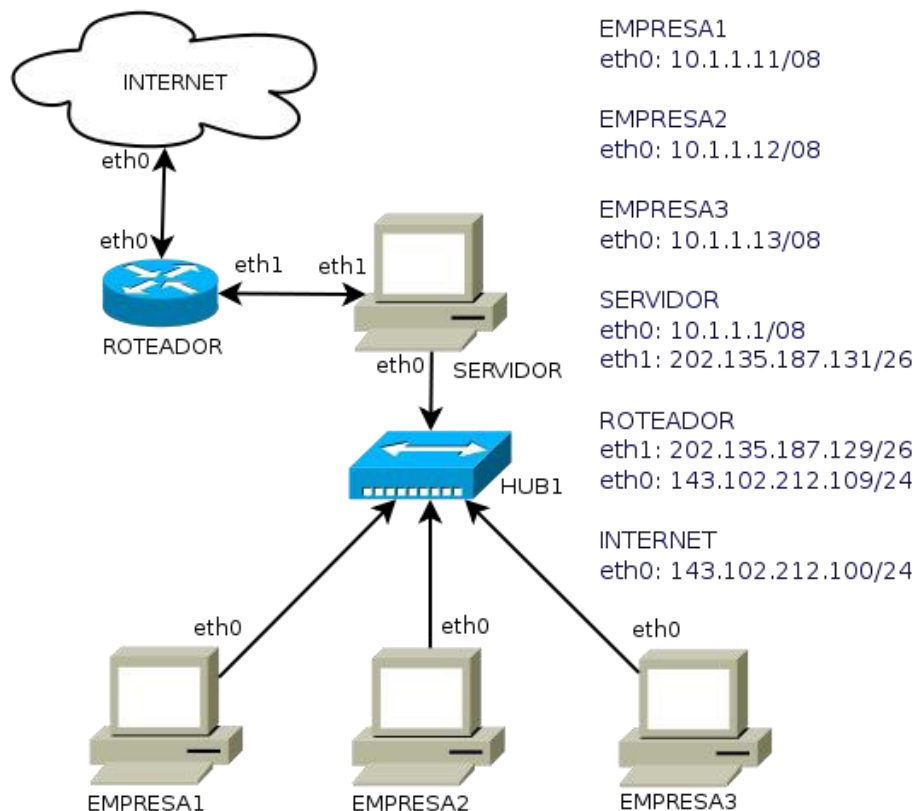 INTERNET
eth0
eth0
ROTEADOR
eth1
eth1
eth0
SERVIDOR
HUB1
eth0
eth0
eth0
EMPRESA1
EMPRESA2
EMPRESA3
EMPRESA1
eth0: 10.1.1.11/08
EMPRESA2
eth0: 10.1.1.12/08
EMPRESA3
eth0: 10.1.1.13/08
SERVIDOR
eth0: 10.1.1.1/08
eth1: 202.135.187.131/26
ROTEADOR
eth1: 202.135.187.129/26
eth0: 143.102.212.109/24
INTERNET
eth0: 143.102.212.100/24